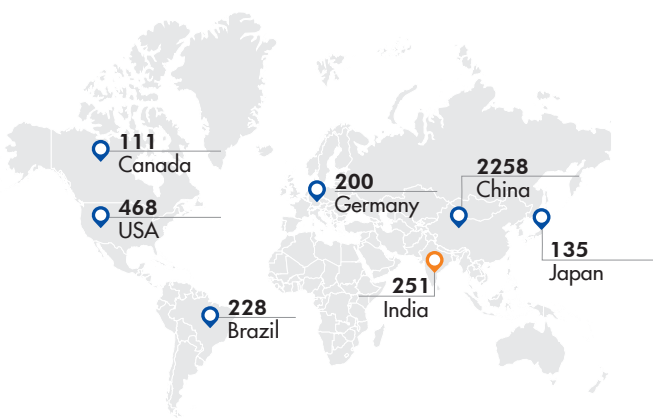 111
Canada
468
USA
228
Brazil
200
Germany
251
India
2258
China
135
Japan